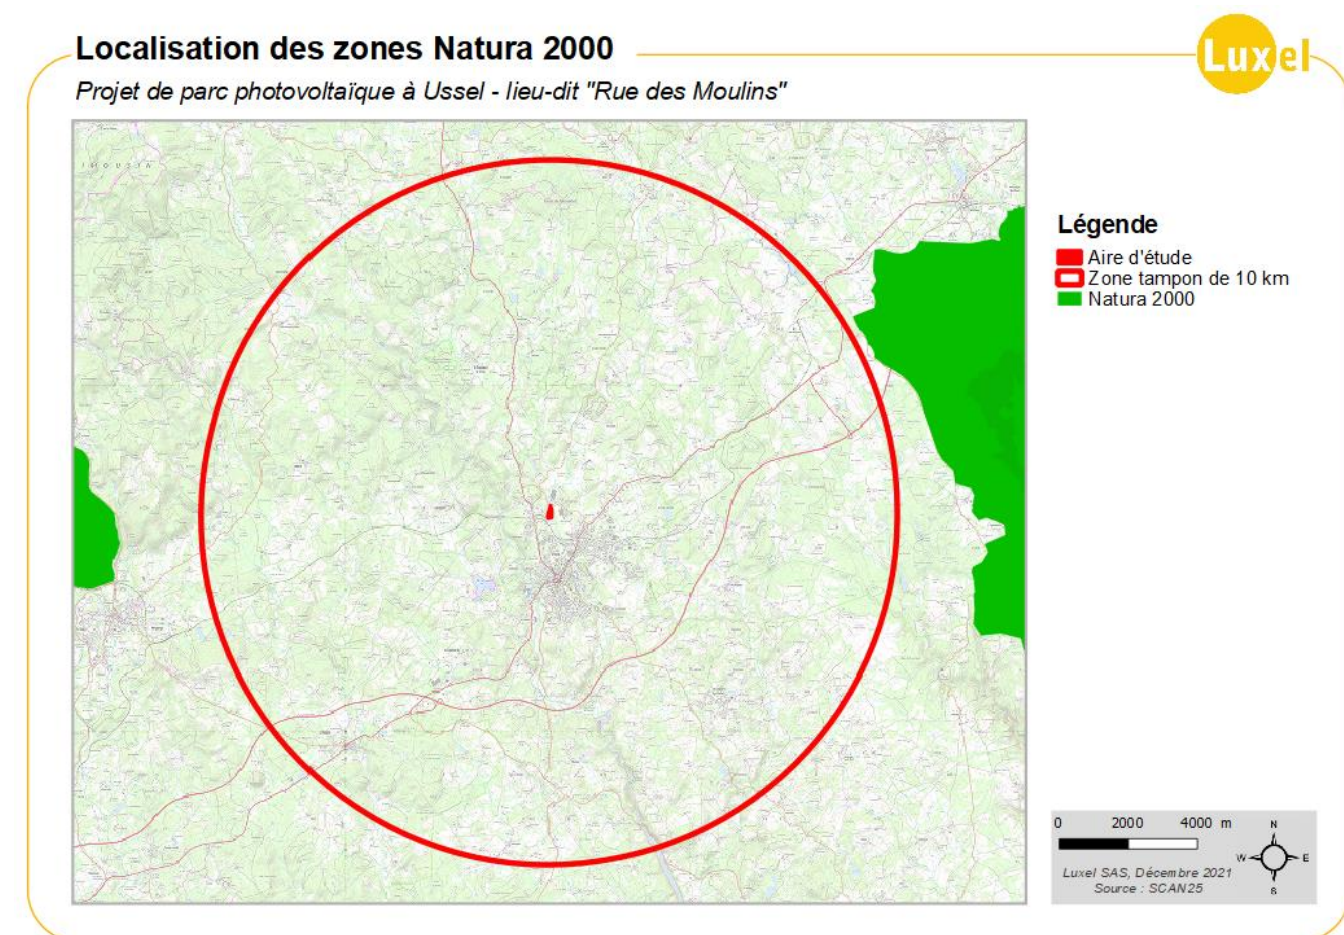 Localisation des zones Natura 2000
Luxel
Projet de parc photovoltaïque à Ussel - lieu-dit "Rue des Moulins"
Légende
Aire d'étude
Zone tampon de 10 km
Natura 2000
0 2000 4000 m
N
W E
S
Luxel SAS, Décembre 2021
Source : SCAN25